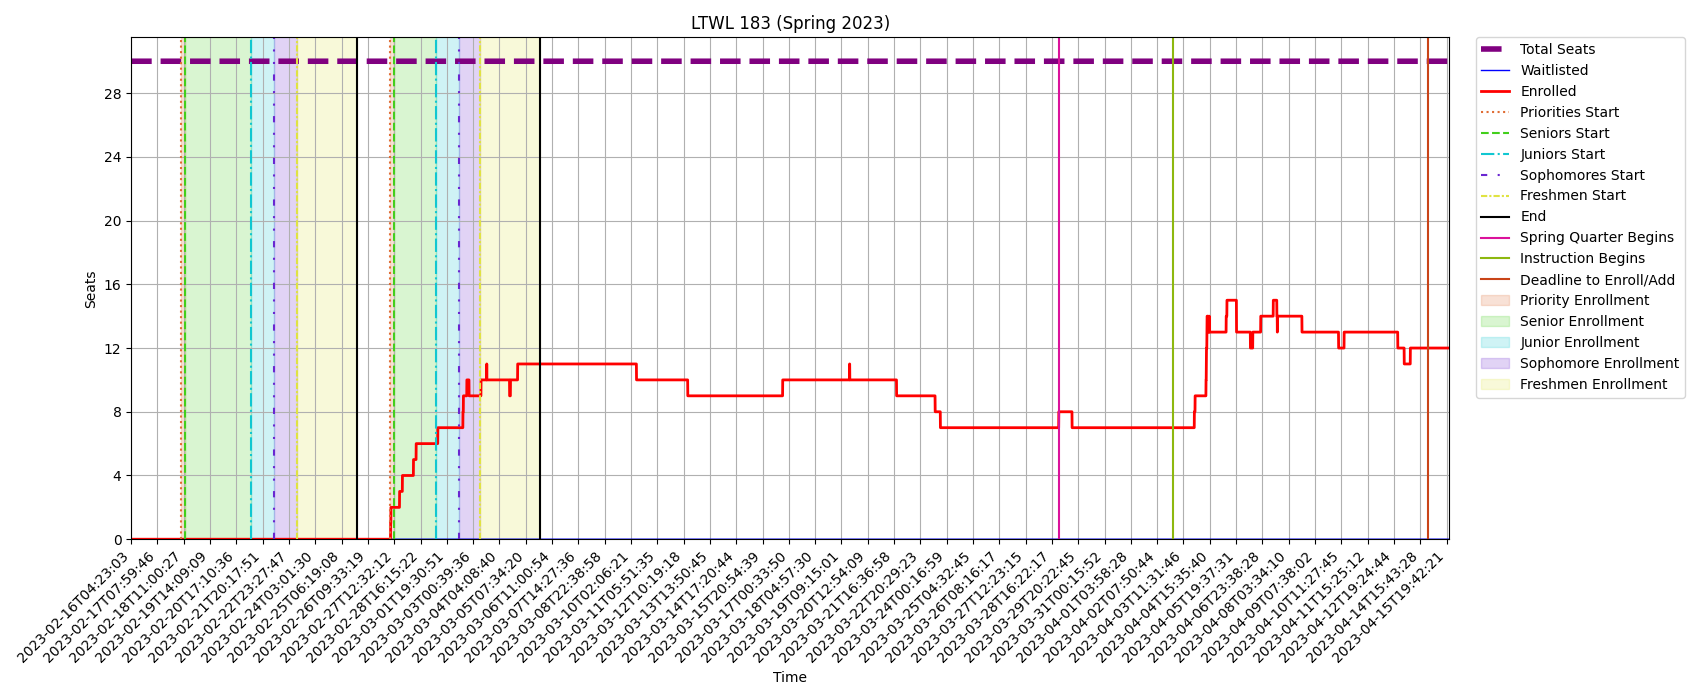 LTWL 183 (Spring 2023)
Seats
28
24
20
16
12
8
4
0
2023-02-16T04:23:03
2023-02-17T07:59:46
2023-02-18T11:00:27
2023-02-19T14:09:09
2023-02-20T17:10:36
2023-02-21T20:17:51
2023-02-22T23:27:47
2023-02-24T03:01:30
2023-02-25T06:19:08
2023-02-26T09:33:19
2023-02-27T12:32:12
2023-02-28T16:15:22
2023-03-01T19:30:51
2023-03-03T00:39:36
2023-03-04T04:08:40
2023-03-05T07:34:20
2023-03-06T11:00:54
2023-03-07T14:27:36
2023-03-08T22:38:58
2023-03-10T02:06:21
2023-03-11T05:51:35
2023-03-12T10:19:18
2023-03-13T13:50:45
2023-03-14T17:20:44
2023-03-15T20:54:39
2023-03-17T00:33:50
2023-03-18T04:57:30
2023-03-19T09:15:01
2023-03-20T12:54:09
2023-03-21T16:36:58
2023-03-22T20:29:23
2023-03-24T00:16:59
2023-03-25T04:32:45
2023-03-26T08:16:17
2023-03-27T12:23:15
2023-03-28T16:22:17
2023-03-29T20:22:45
2023-03-31T00:15:52
2023-04-01T03:58:28
2023-04-02T07:50:44
2023-04-03T11:31:46
2023-04-04T15:35:40
2023-04-05T19:37:31
2023-04-06T23:38:28
2023-04-08T03:34:10
2023-04-09T07:38:02
2023-04-10T11:27:45
2023-04-11T15:25:12
2023-04-12T19:24:44
2023-04-14T15:43:28
2023-04-15T19:42:21
Time
Total Seats
Waitlisted
Enrolled
Priorities Start
Seniors Start
Juniors Start
Sophomores Start
Freshmen Start
End
Spring Quarter Begins
Instruction Begins
Deadline to Enroll/Add
Priority Enrollment
Senior Enrollment
Junior Enrollment
Sophomore Enrollment
Freshmen Enrollment